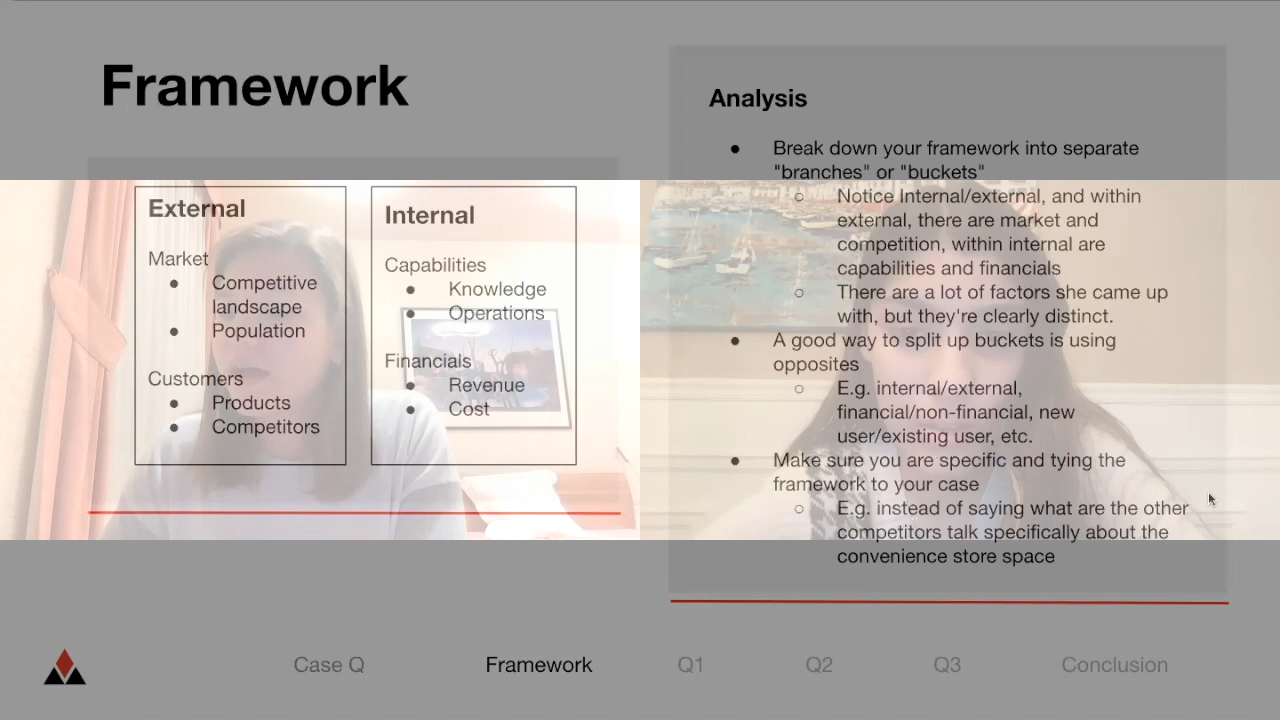 Framework
External
Market
● Competitive
landscape
● Population
Customers
● Products
● Competitors
Internal
Capabilities
● Knowledge
● Operations
Financials
● Revenue
● Cost
Analysis
● Break down your framework into separate
"branches" or "buckets"
○ Notice Internal/external, and within
external, there are market and
competition, within internal are
capabilities and financials
○ There are a lot of factors she came up
with, but they're clearly distinct.
● A good way to split up buckets is using
opposites
○ E.g. internal/external,
financial/non-financial, new
user/existing user, etc.
● Make sure you are specific and tying the
framework to your case
○ E.g. instead of saying what are the other
competitors talk specifically about the
convenience store space
Case Q Framework Q1 Q2 Q3 Conclusion